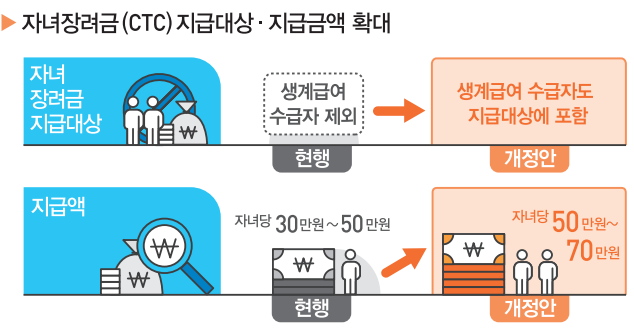 ▶ 자녀장려금(CTC) 지급대상·지급금액 확대
자녀
장려금
지급대상
생계급여
수급자 제외
현행
생계급여 수급자도
지급대상에 포함
개정안
지급액
자녀당 30만원~50만원
현행
자녀당 50만원~
70만원
개정안